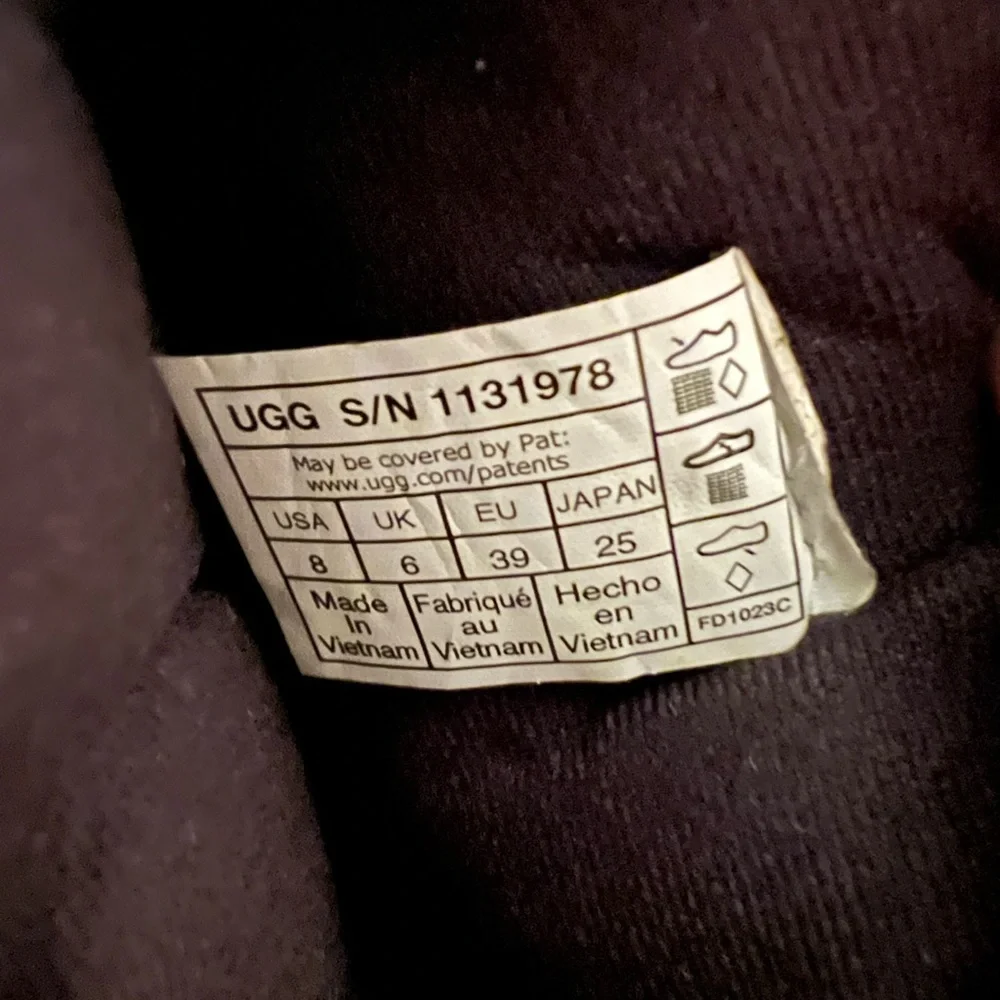 UGG S/N 1131978
May be covered by Pat:
www.ugg.com/patents
USA UK EU JAPAN
8 6 39 25
Made In Vietnam
Fabriqué au Vietnam
Hecho en Vietnam
FD1023C